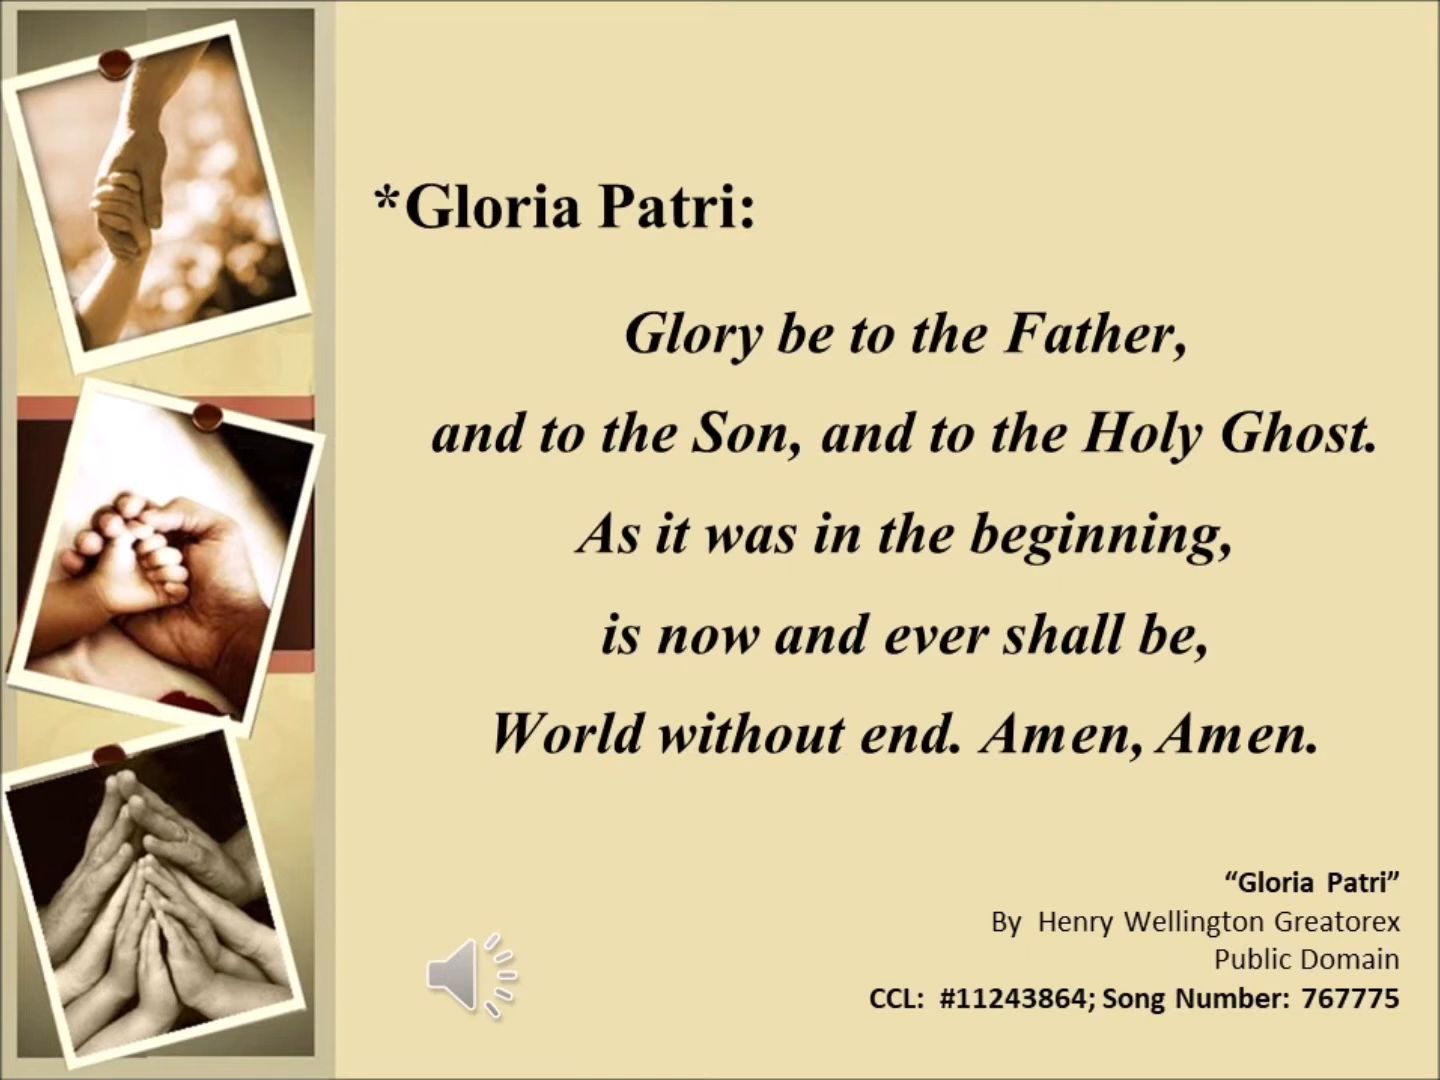 *Gloria Patri:
Glory be to the Father,
and to the Son, and to the Holy Ghost.
As it was in the beginning,
is now and ever shall be,
World without end. Amen, Amen.
“Gloria Patri”
By Henry Wellington Greatorex
Public Domain
CCL: #11243864; Song Number: 767775